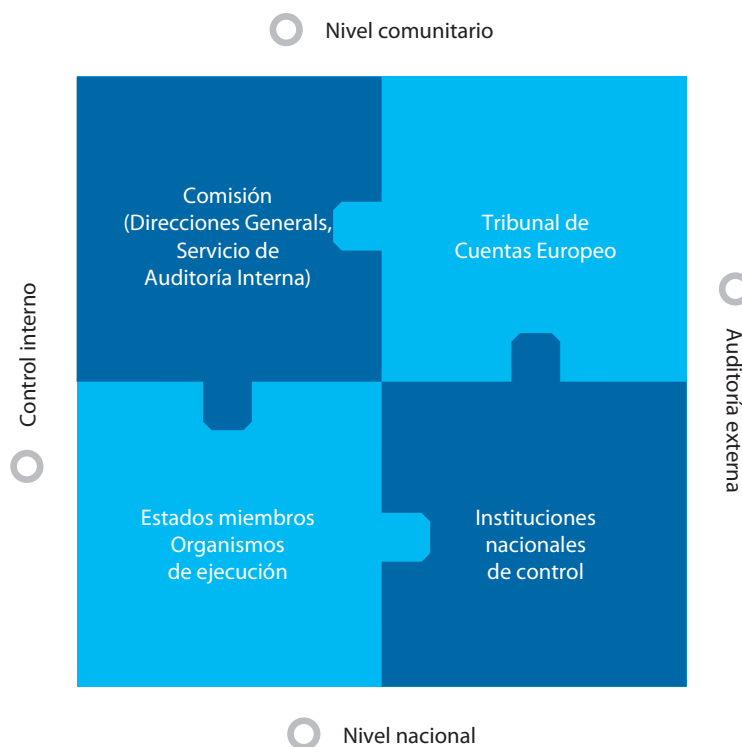 Nivel comunitario
Comisión
(Direcciones Generals,
Servicio de
Auditoría Interna)
Tribunal de
Cuentas Europeo
Control interno
Auditoría externa
Estados miembros
Organismos
de ejecución
Instituciones
nacionales
de control
Nivel nacional